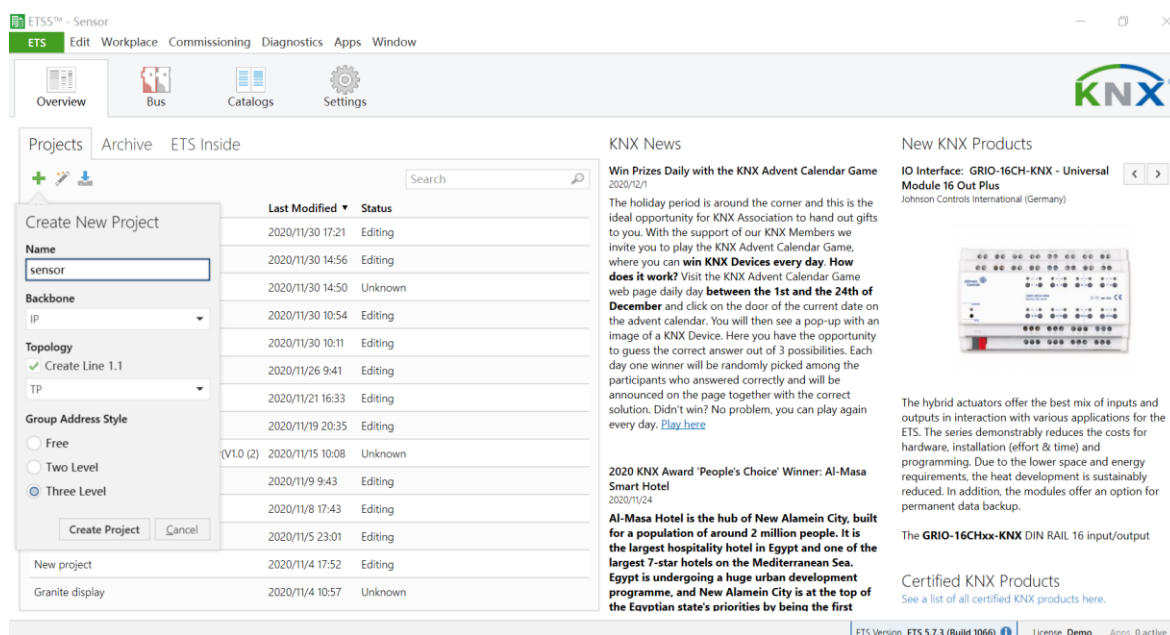 ETS5™ - Sensor
ETS Edit Workplace Commissioning Diagnostics Apps Window
Overview Bus Catalogs Settings
KNX
Projects Archive ETS Inside
Search
Create New Project
Name
sensor
Backbone
IP
Topology
Create Line 1.1
TP
Group Address Style
Free
Two Level
Three Level
Create Project Cancel
Last Modified Status
2020/11/30 17:21 Editing
2020/11/30 14:56 Editing
2020/11/30 14:50 Unknown
2020/11/30 10:54 Editing
2020/11/30 10:11 Editing
2020/11/26 9:41 Editing
2020/11/21 16:33 Editing
2020/11/19 20:35 Editing
(V1.0 (2) 2020/11/15 10:08 Unknown
2020/11/9 9:43 Editing
2020/11/8 17:43 Editing
2020/11/5 23:01 Editing
New project 2020/11/4 17:52 Editing
Granite display 2020/11/4 10:57 Unknown
KNX News
Win Prizes Daily with the KNX Advent Calendar Game
2020/12/1
The holiday period is around the corner and this is the
ideal opportunity for KNX Association to hand out gifts
to you. With the support of our KNX Members we
invite you to play the KNX Advent Calendar Game,
where you can win KNX Devices every day. How
does it work? Visit the KNX Advent Calendar Game
web page daily day between the 1st and the 24th of
December and click on the door of the current date on
the advent calendar. You will then see a pop-up with an
image of a KNX Device. Here you have the opportunity
to guess the correct answer out of 3 possibilities. Each
day one winner will be randomly picked among the
participants who answered correctly and will be
announced on the page together with the correct
solution. Didn't win? No problem, you can play again
every day. Play here
2020 KNX Award 'People's Choice' Winner: Al-Masa
Smart Hotel
2020/11/24
Al-Masa Hotel is the hub of New Alamein City, built
for a population of around 2 million people. It is
the largest hospitality hotel in Egypt and one of the
largest 7-star hotels on the Mediterranean Sea.
Egypt is undergoing a huge urban development
programme, and New Alamein City is at the top of
the Egyptian state's priorities by being the first
New KNX Products
IO Interface: GRIO-16CH-KNX - Universal
Module 16 Out Plus
Johnson Controls International (Germany)
The hybrid actuators offer the best mix of inputs and
outputs in interaction with various applications for the
ETS. The series demonstrably reduces the costs for
hardware, installation (effort & time) and
programming. Due to the lower space and energy
requirements, the heat development is sustainably
reduced. In addition, the modules offer an option for
permanent data backup.
The GRIO-16CHxx-KNX DIN RAIL 16 input/output
Certified KNX Products
See a list of all certified KNX products here.
ETS Version ETS 5.7.3 (Build 1066) License Demo Apps 0 active